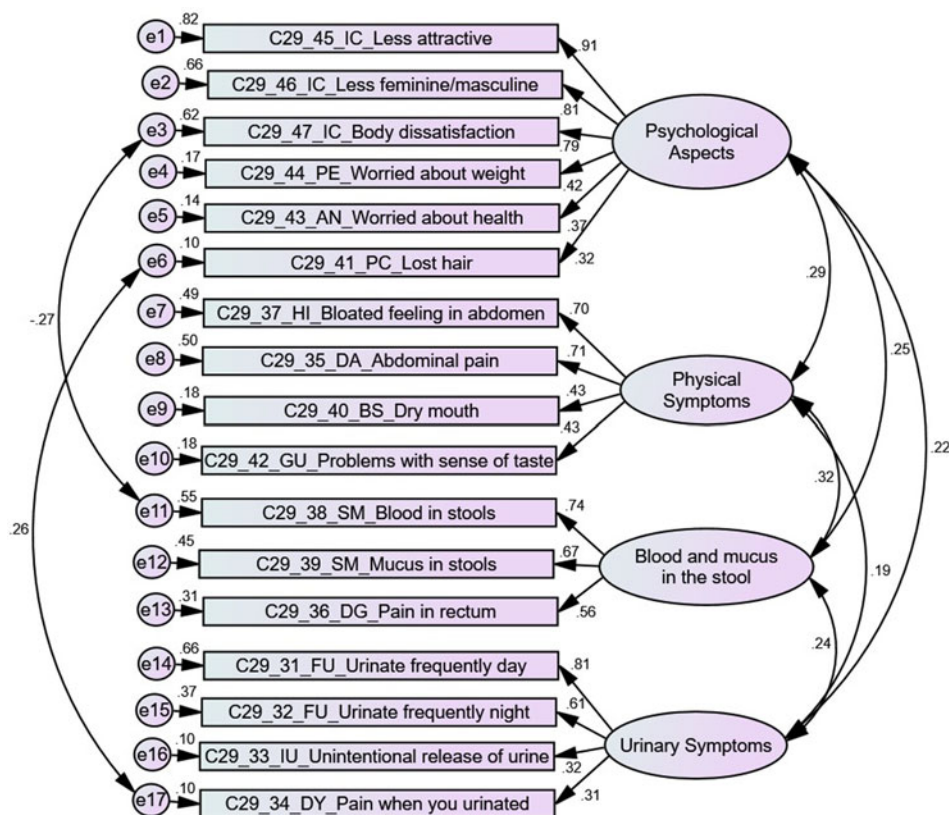 .82
e1
C29_45_IC_Less attractive
.91
.66
e2
C29_46_IC_Less feminine/masculine
.81
.62
e3
C29_47_IC_Body dissatisfaction
.79
Psychological
Aspects
.17
e4
C29_44_PE_Worried about weight
.42
.14
e5
C29_43_AN_Worried about health
.37
.10
e6
C29_41_PC_Lost hair
.32
.29
.49
e7
C29_37_HI_Bloated feeling in abdomen
.70
-.27
.25
.50
e8
C29_35_DA_Abdominal pain
.71
Physical
Symptoms
.18
e9
C29_40_BS_Dry mouth
.43
.18
e10
C29_42_GU_Problems with sense of taste
.43
.22
.32
.55
e11
C29_38_SM_Blood in stools
.74
.26
.45
e12
C29_39_SM_Mucus in stools
.67
Blood and mucus
in the stool
.19
.31
e13
C29_36_DG_Pain in rectum
.56
.24
.66
e14
C29_31_FU_Urinate frequently day
.81
.37
e15
C29_32_FU_Urinate frequently night
.61
Urinary Symptoms
.10
e16
C29_33_IU_Unintentional release of urine
.32
.10
e17
C29_34_DY_Pain when you urinated
.31